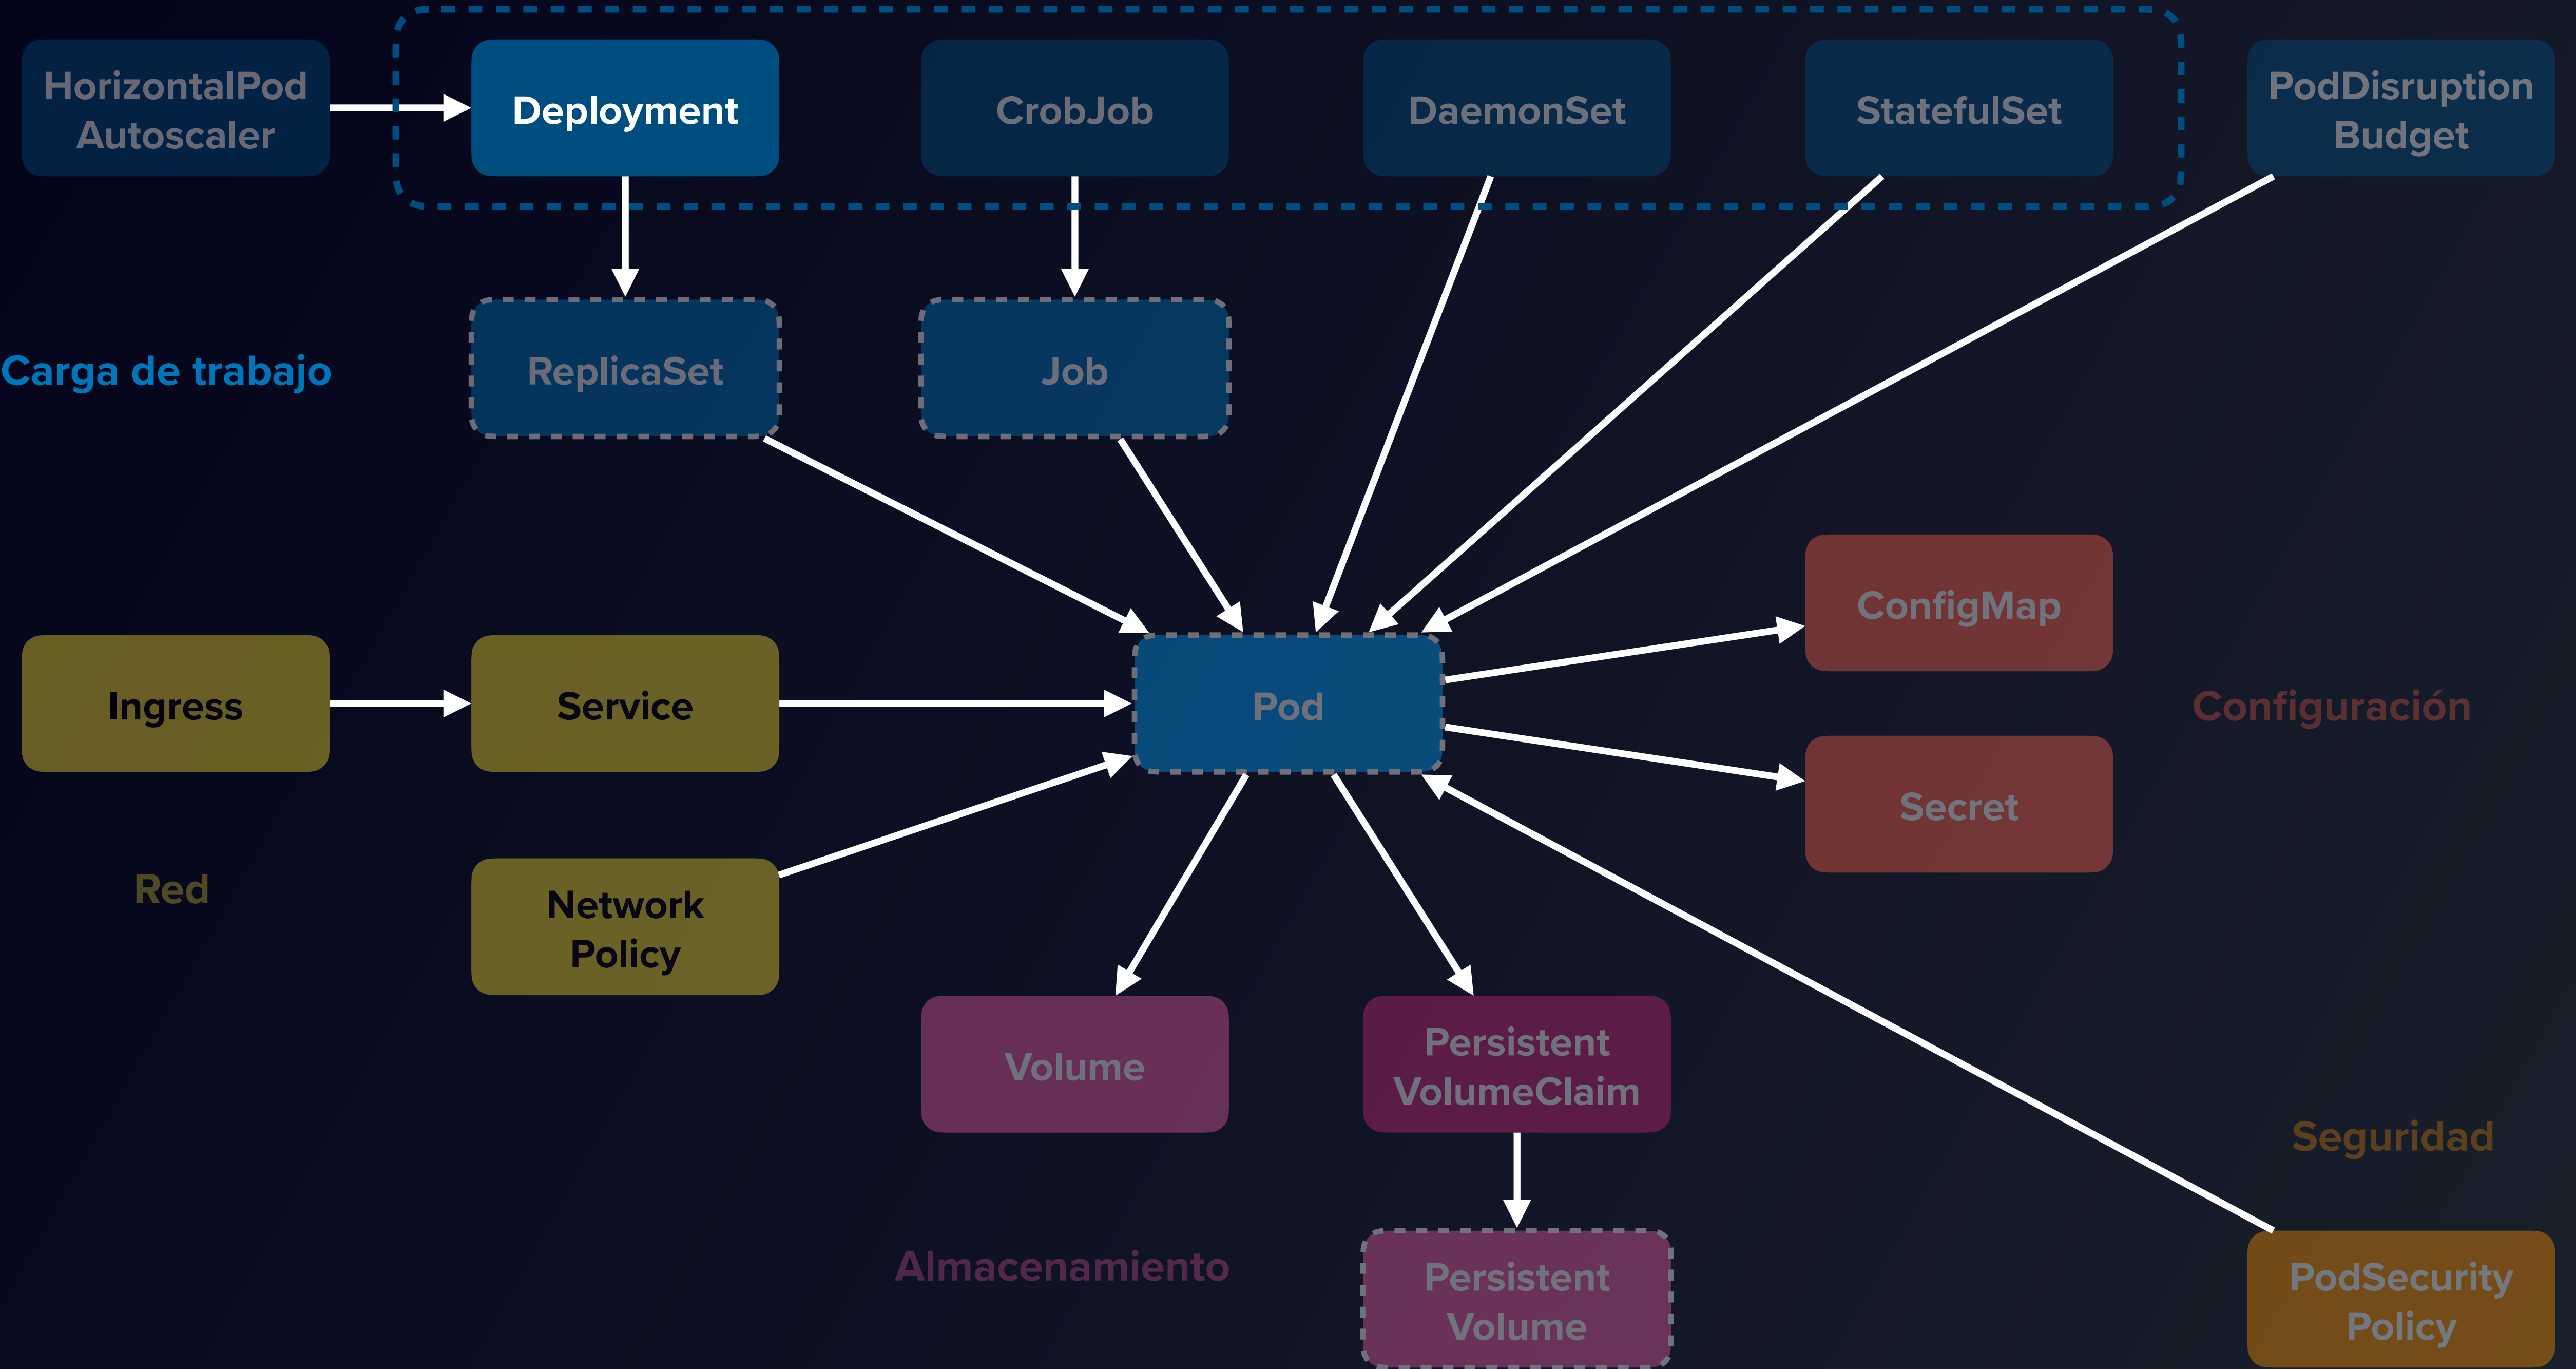 HorizontalPod
Autoscaler
Deployment
CrobJob
DaemonSet
StatefulSet
PodDisruption
Budget
Carga de trabajo
ReplicaSet
Job
ConfigMap
Ingress
Service
Pod
Configuración
Secret
Red
Network
Policy
Volume
Persistent
VolumeClaim
Seguridad
Almacenamiento
Persistent
Volume
PodSecurity
Policy